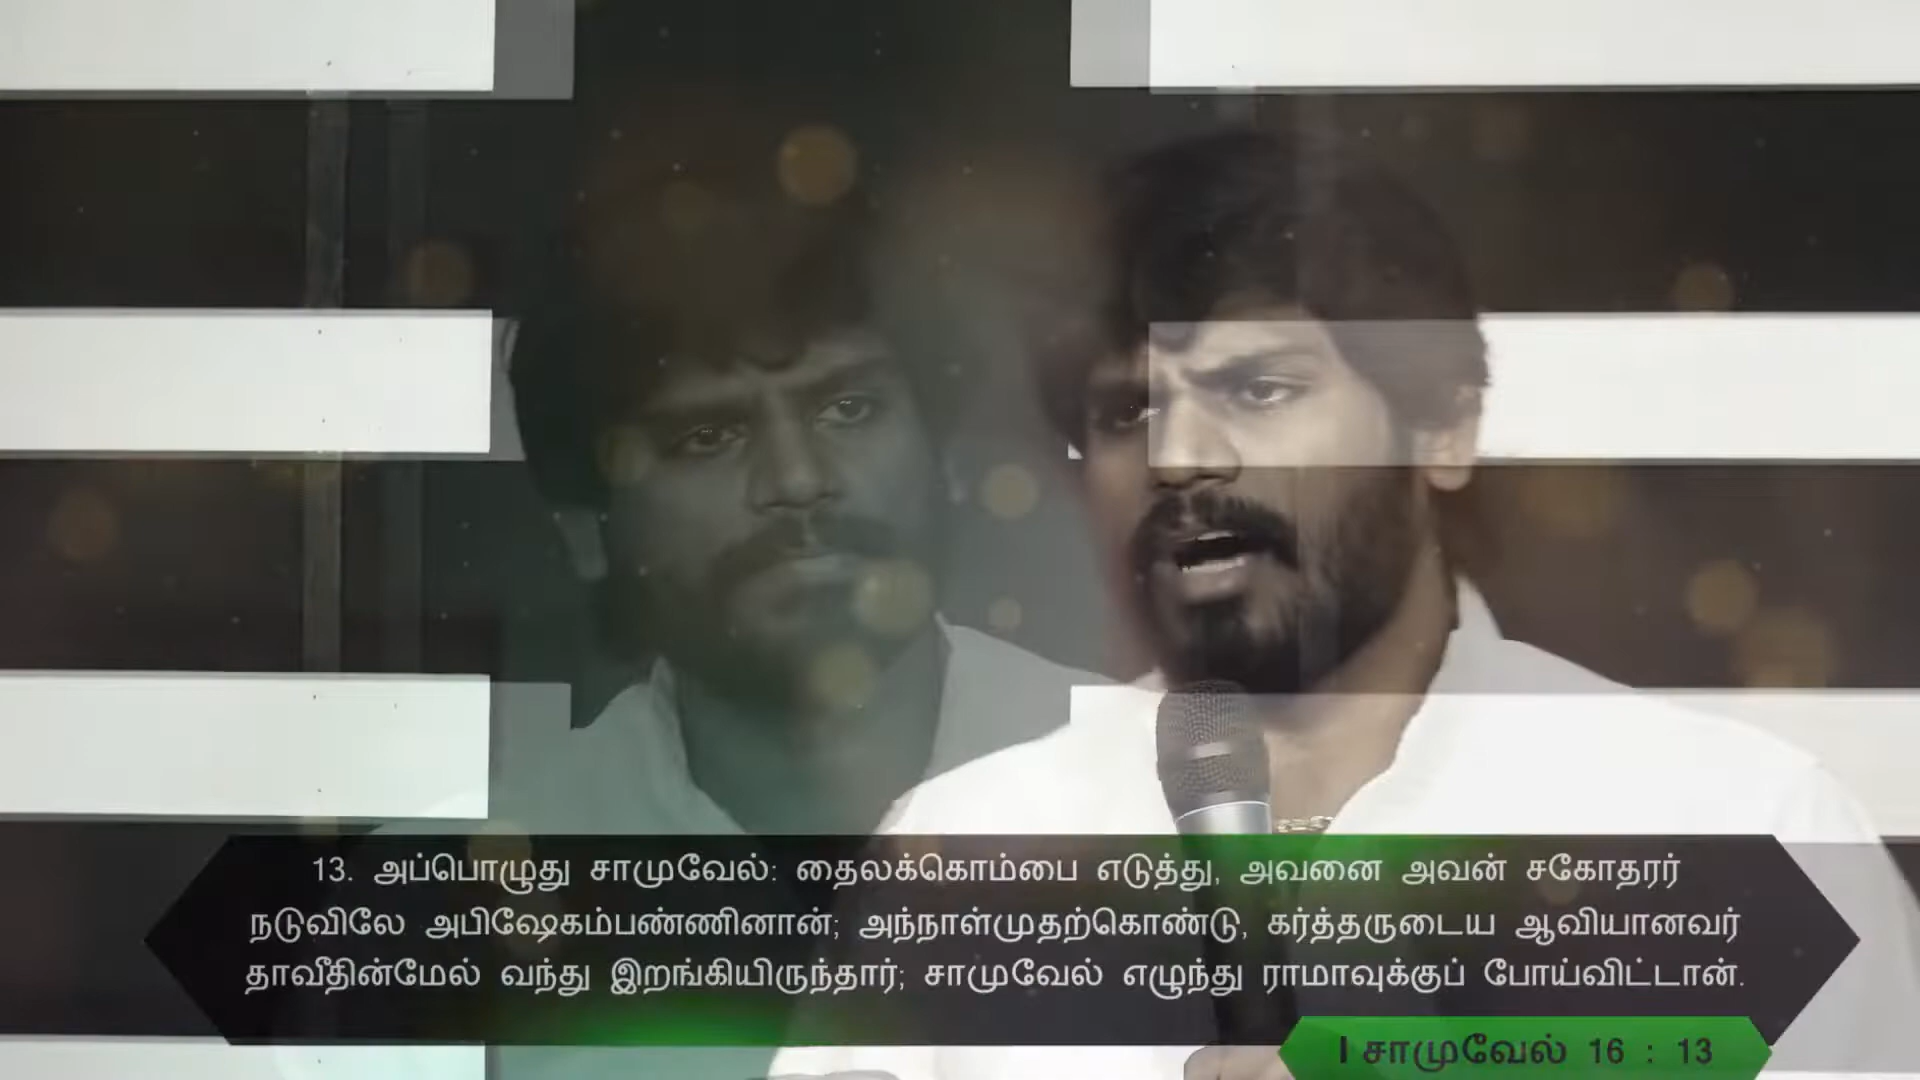 13. அப்பொழுது சாமுவேல்: தைலக்கொம்பை எடுத்து, அவனை அவன் சகோதரர்
நடுவிலே அபிஷேகம்பண்ணினான்; அந்நாள்முதற்கொண்டு, கர்த்தருடைய ஆவியானவர்
தாவீதின்மேல் வந்து இறங்கியிருந்தார்; சாமுவேல் எழுந்து ராமாவுக்குப் போய்விட்டான்.
I சாமுவேல் 16 : 13